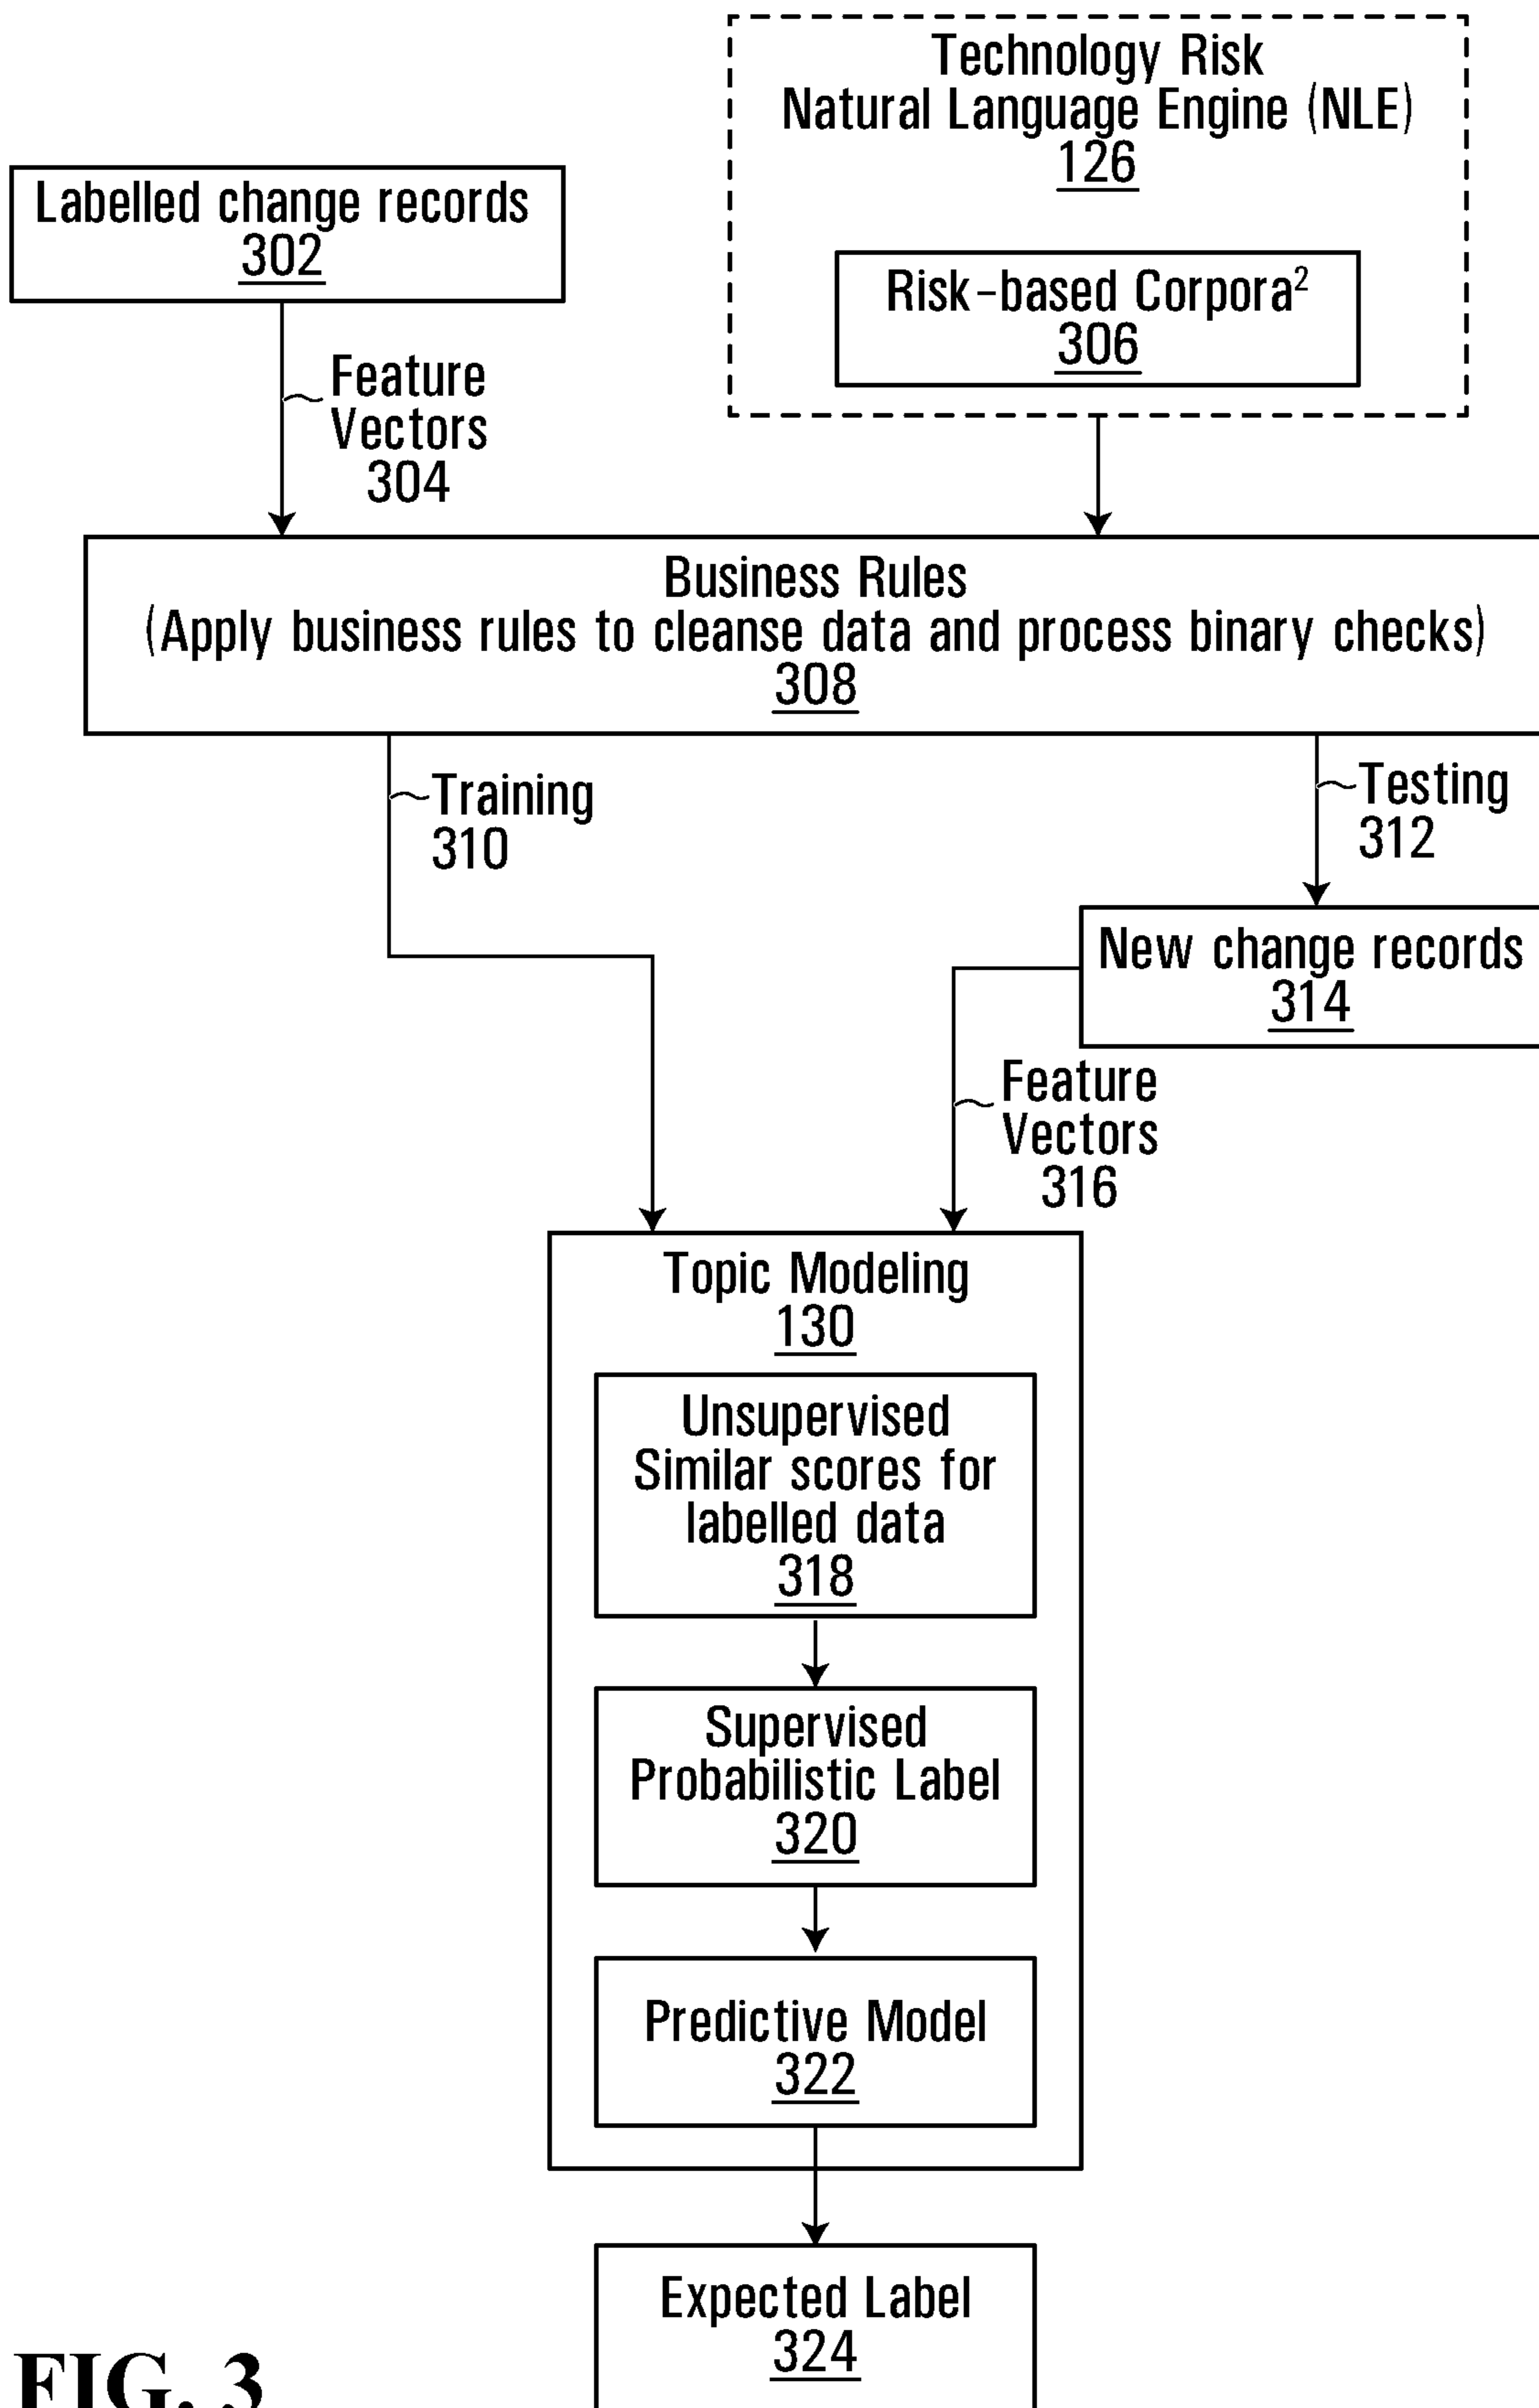 Technology Risk
Natural Language Engine (NLE)
126
Labelled change records
302
Risk-based Corpora²
306
Feature
Vectors
304
Business Rules
(Apply business rules to cleanse data and process binary checks)
308
Training
310
Testing
312
New change records
314
Feature
Vectors
316
Topic Modeling
130
Unsupervised
Similar scores for
labelled data
318
Supervised
Probabilistic Label
320
Predictive Model
322
Expected Label
324
FIG. 3